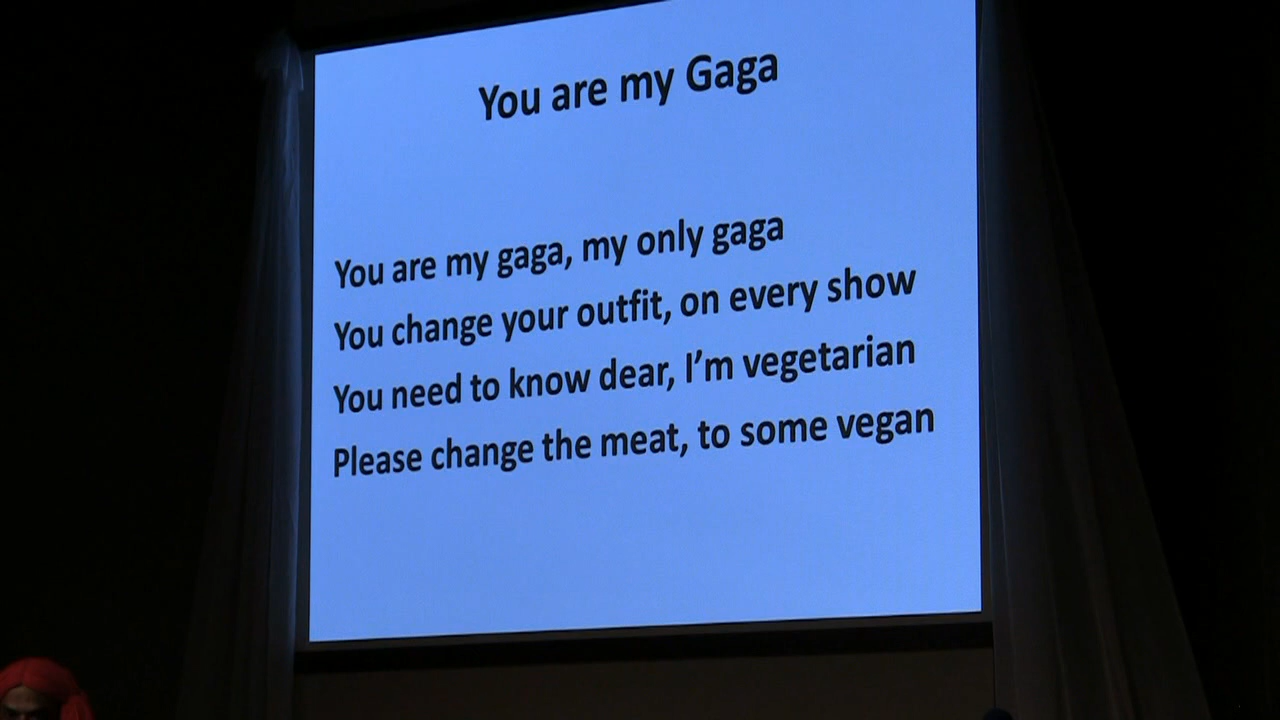 You are my Gaga
You are my gaga, my only gaga
You change your outfit, on every show
You need to know dear, I'm vegetarian
Please change the meat, to some vegan